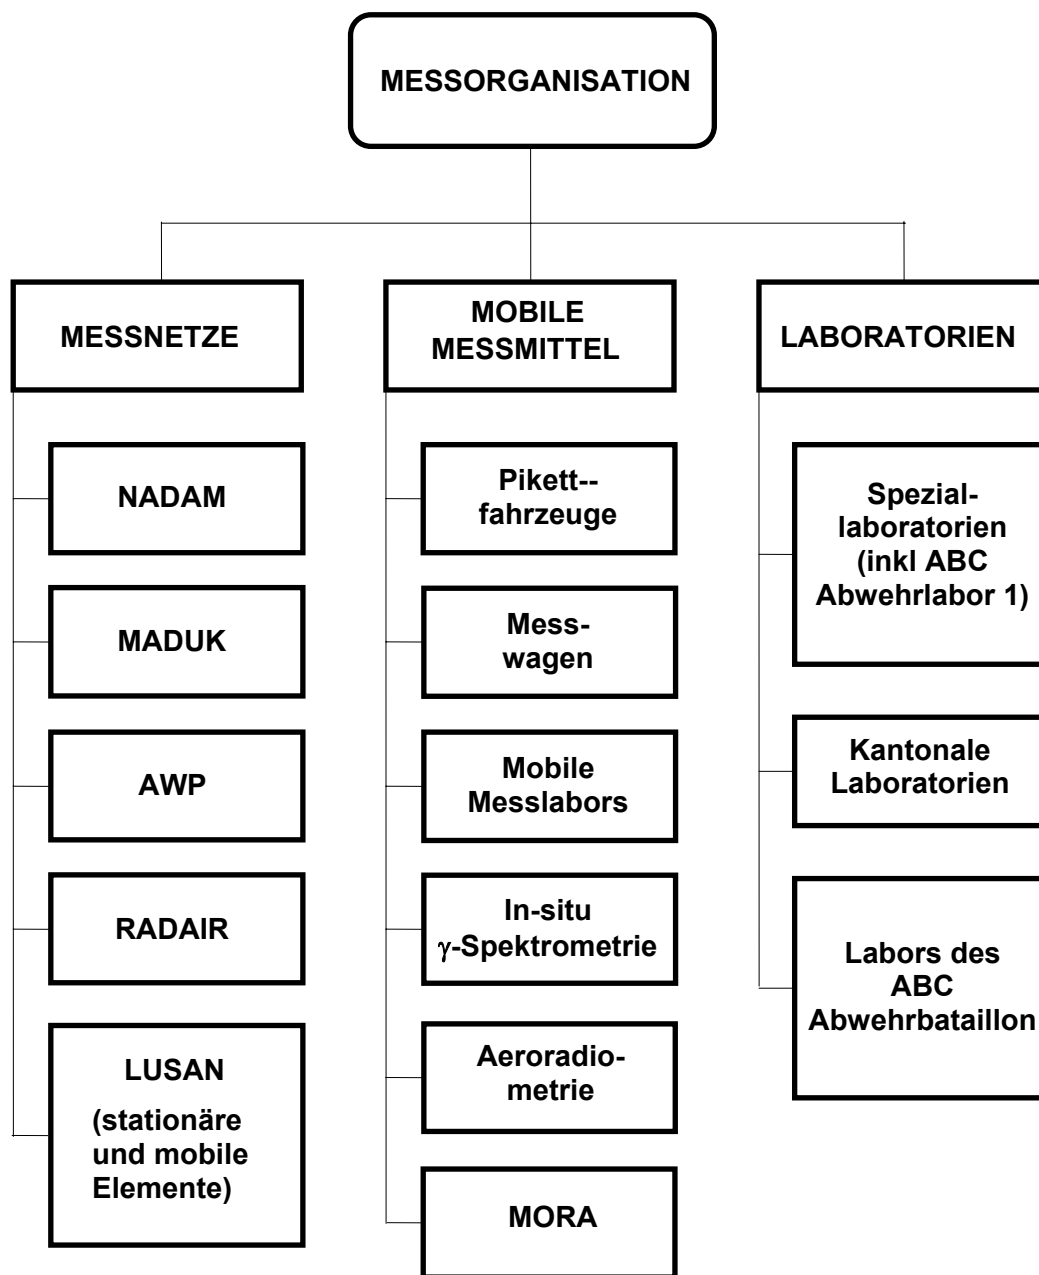 MESSORGANISATION
MESSNETZE
NADAM
MADUK
AWP
RADAIR
LUSAN
(stationäre
und mobile
Elemente)
MOBILE
MESSMITTEL
Pikett--
fahrzeuge
Mess-
wagen
Mobile
Messlabors
In-situ
γ-Spektrometrie
Aeroradio-
metrie
MORA
LABORATORIEN
Spezial-
laboratorien
(inkl ABC
Abwehrlabor 1)
Kantonale
Laboratorien
Labors des
ABC
Abwehrbataillon